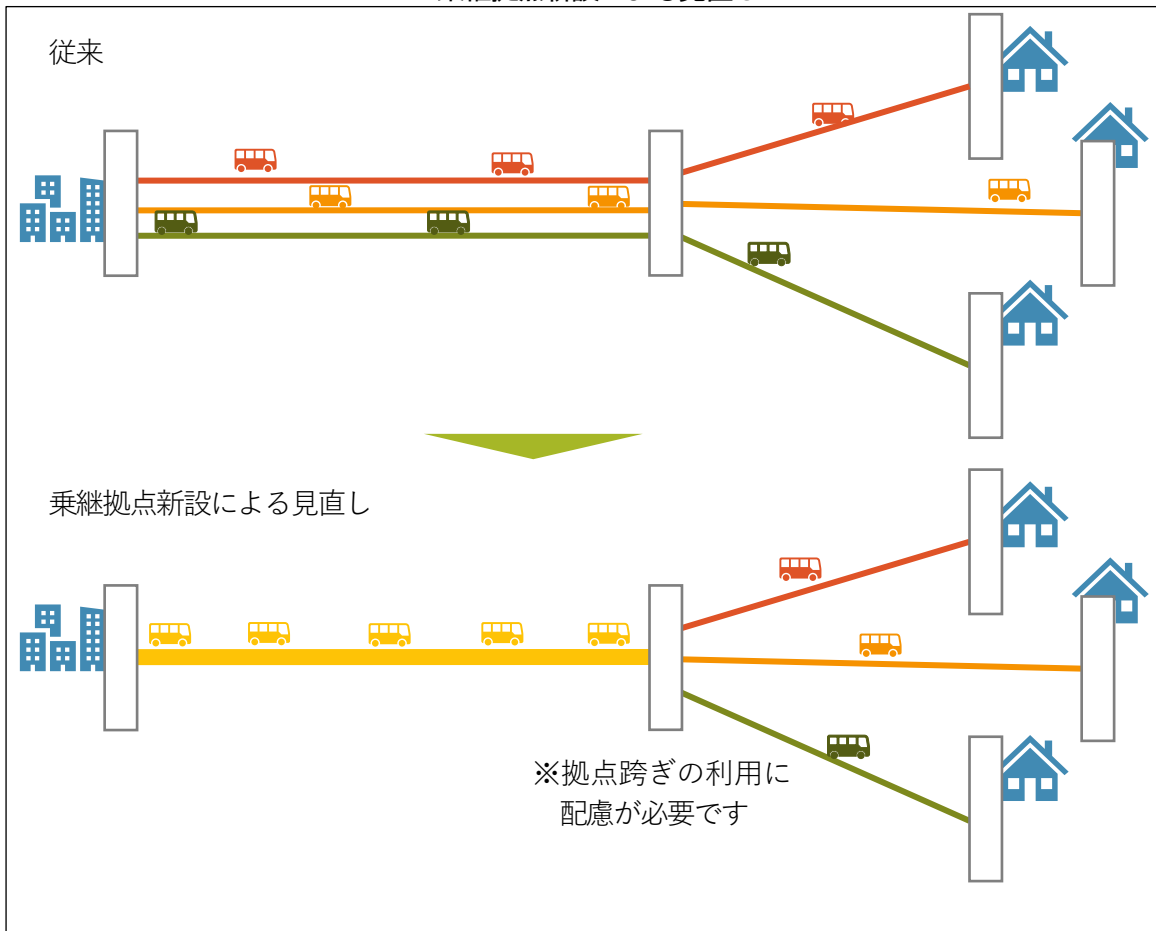 従来
乗継拠点新設による見直し
※拠点跨ぎの利用に
配慮が必要です